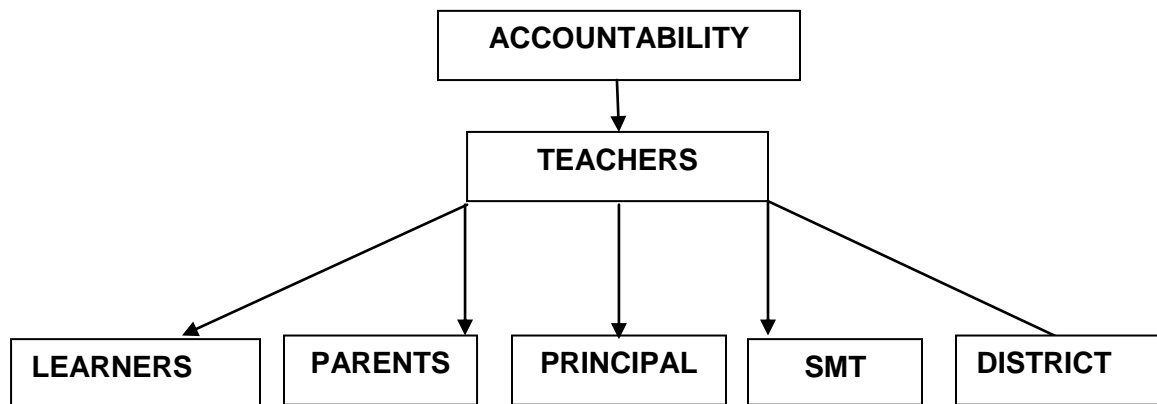 ACCOUNTABILITY
TEACHERS
LEARNERS
PARENTS
PRINCIPAL
SMT
DISTRICT